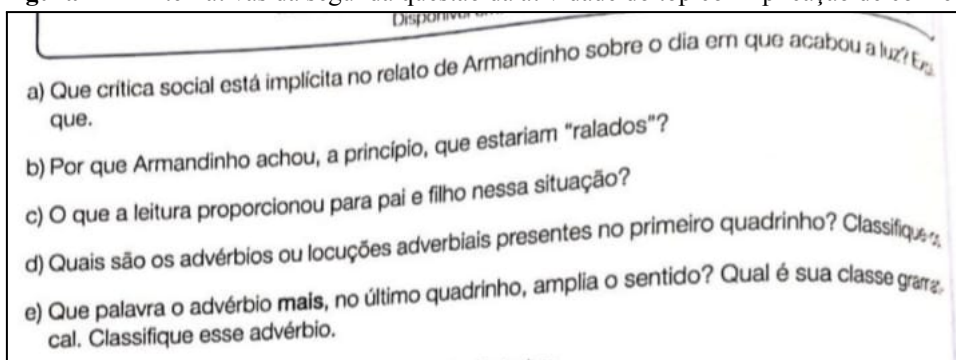 a) Que crítica social está implícita no relato de Armandinho sobre o dia em que acabou a luz?
que.
b) Por que Armandinho achou, a princípio, que estariam “ralados”?
c) O que a leitura proporcionou para pai e filho nessa situação?
d) Quais são os advérbios ou locuções adverbiais presentes no primeiro quadrinho?
e) Que palavra o advérbio mais, no último quadrinho, amplia o sentido? Qual é sua classe
cal. Classifique esse advérbio.